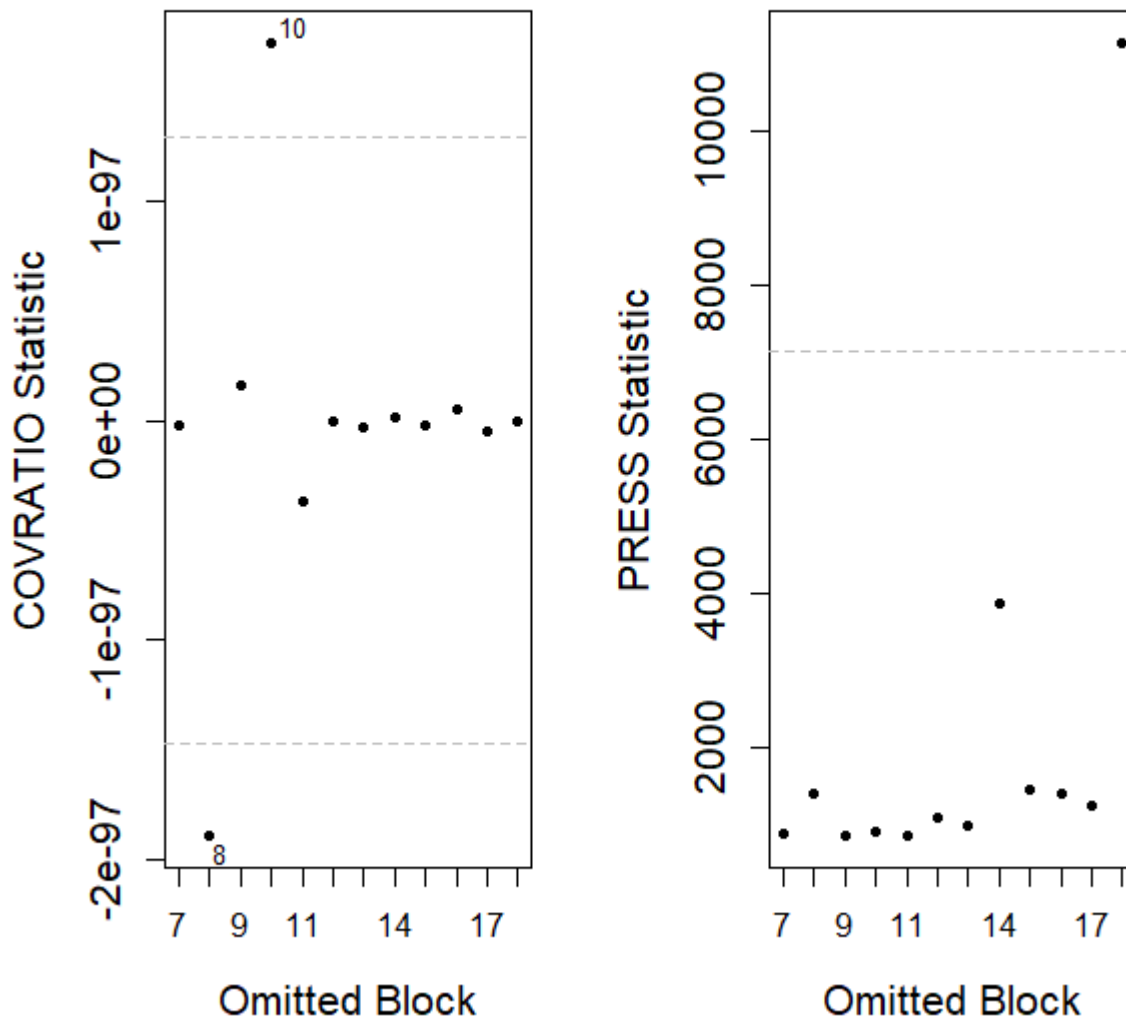 COVRATIO Statistic
1e-97
0e+00
-1e-97
-2e-97
10
8
7 9 11 14 17
Omitted Block
PRESS Statistic
10000
8000
6000
4000
2000
7 9 11 14 17
Omitted Block